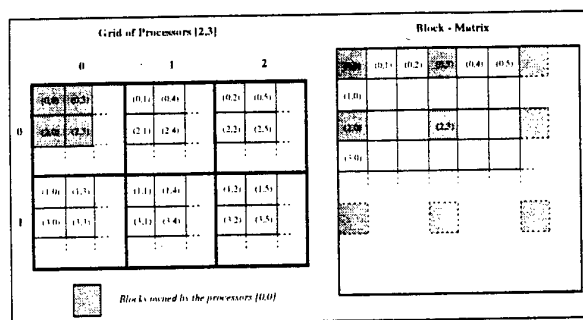 Grid of Processors [2,3]
Block - Matrix
0 1 2
(0,0) (0,1) (0,2) (0,3) (0,4) (0,5)
(0,0) (0,3) (0,1) (0,4) (0,2) (0,5)
(1,0)
0
(2,0) (2,3) (2,1) (2,4) (2,2) (2,5)
(2,0) (2,3)
(3,0)
(1,0) (1,3) (1,1) (1,4) (1,2) (1,5)
1
(3,0) (3,3) (3,1) (3,4) (3,2) (3,5)
Blocks owned by the processors [0,0]